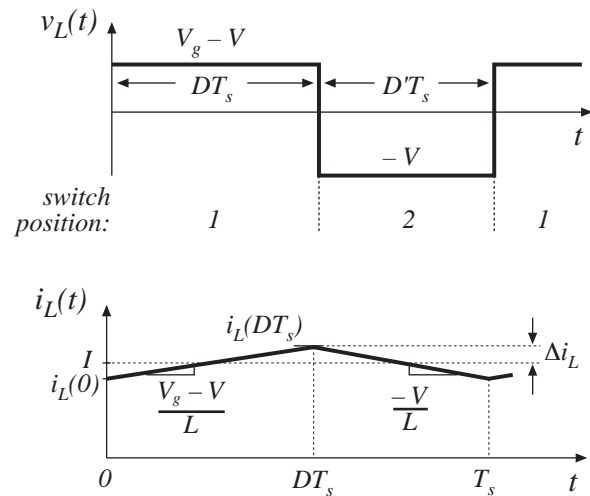 v_L(t)
V_g – V
DT_s
D'T_s
t
– V
switch
position:
1
2
1
i_L(t)
i_L(DT_s)
I
Δi_L
i_L(0)
V_g – V
L
– V
L
0
DT_s
T_s
t